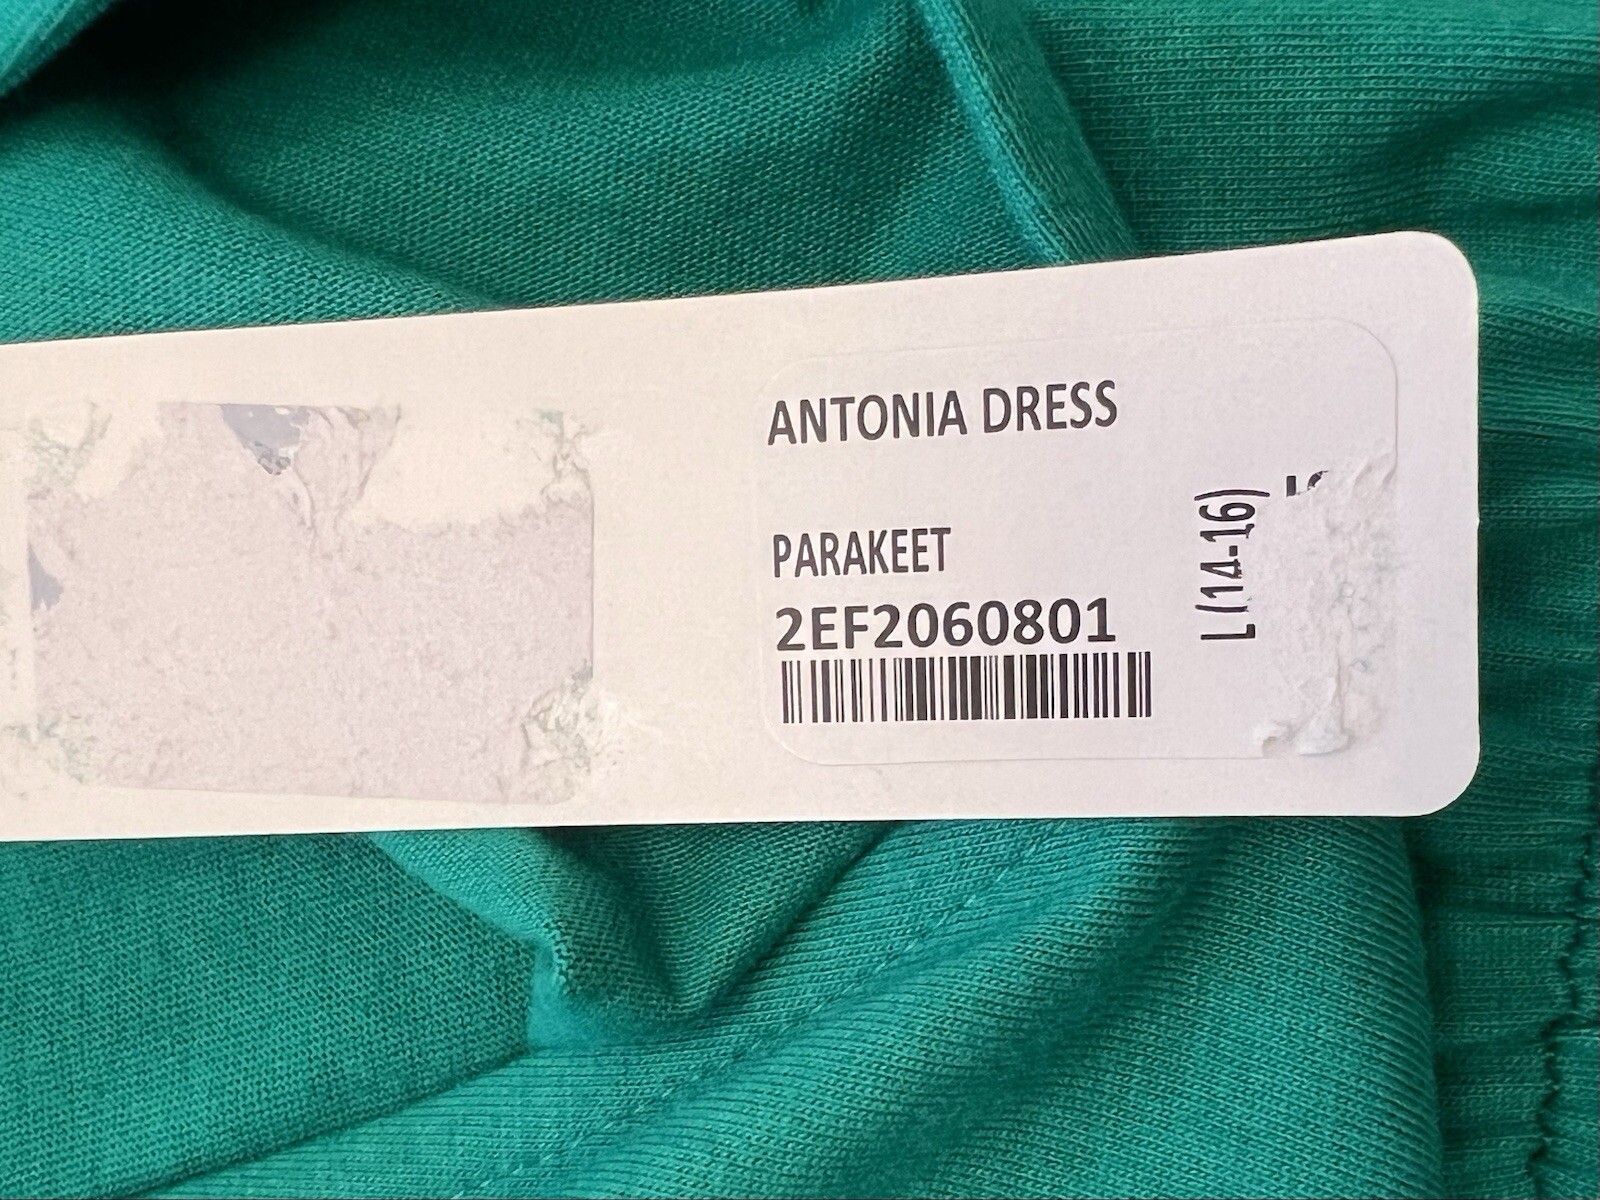 ANTONIA DRESS
PARAKEET
2EF2060801
L (14-16)